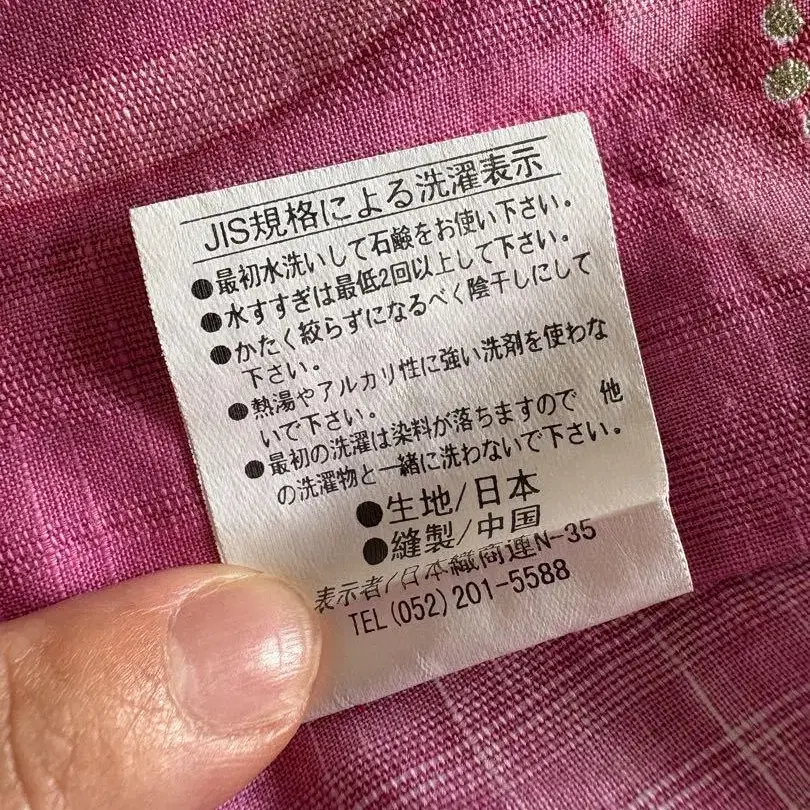 JIS規格による洗濯表示
●最初水洗いして石鹸をお使い下さい。
●水すすぎは最低2回以上して下さい。
●かたく絞らずになるべく陰干しにして
下さい。
●熱湯やアルカリ性に強い洗剤を使わな
いで下さい。
●最初の洗濯は染料が落ちますので 他
の洗濯物と一緒に洗わないで下さい。
●生地/日本
●縫製/中国
表示者/日本織商連N-35
TEL(052)201-5588